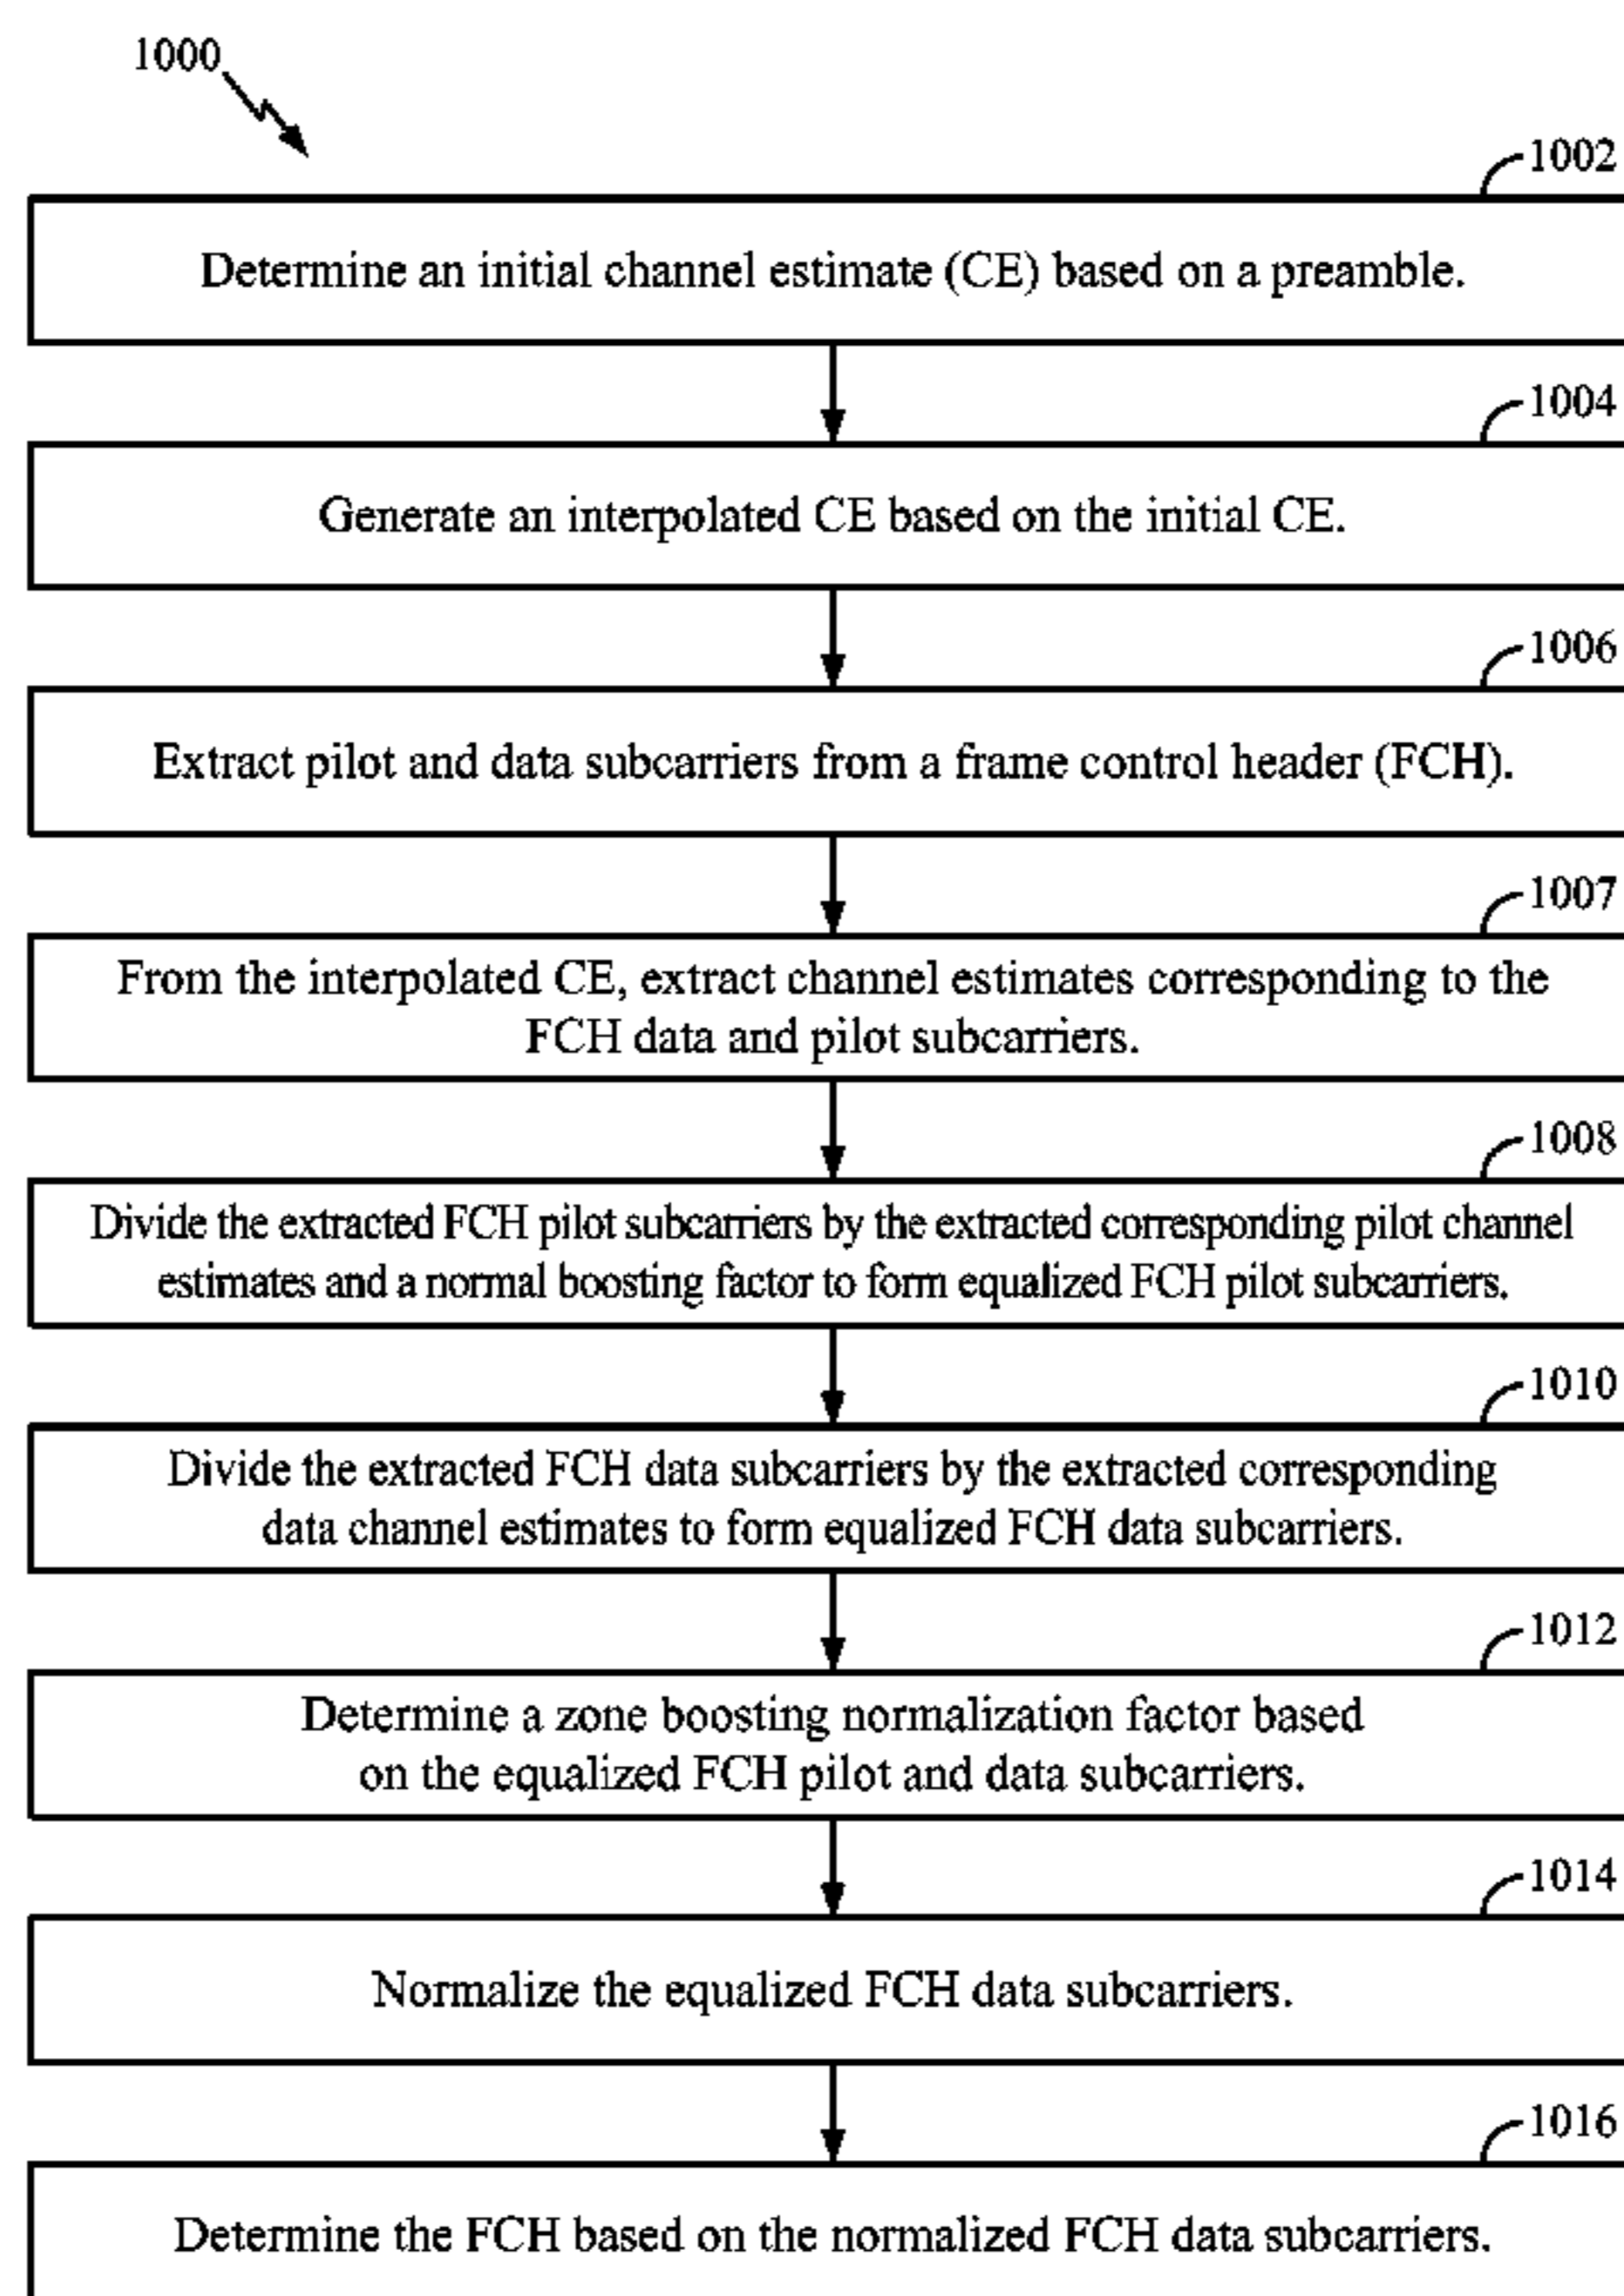 1000
1002
Determine an initial channel estimate (CE) based on a preamble.
1004
Generate an interpolated CE based on the initial CE.
1006
Extract pilot and data subcarriers from a frame control header (FCH).
1007
From the interpolated CE, extract channel estimates corresponding to the
FCH data and pilot subcarriers.
1008
Divide the extracted FCH pilot subcarriers by the extracted corresponding pilot channel
estimates and a normal boosting factor to form equalized FCH pilot subcarriers.
1010
Divide the extracted FCH data subcarriers by the extracted corresponding
data channel estimates to form equalized FCH data subcarriers.
1012
Determine a zone boosting normalization factor based
on the equalized FCH pilot and data subcarriers.
1014
Normalize the equalized FCH data subcarriers.
1016
Determine the FCH based on the normalized FCH data subcarriers.